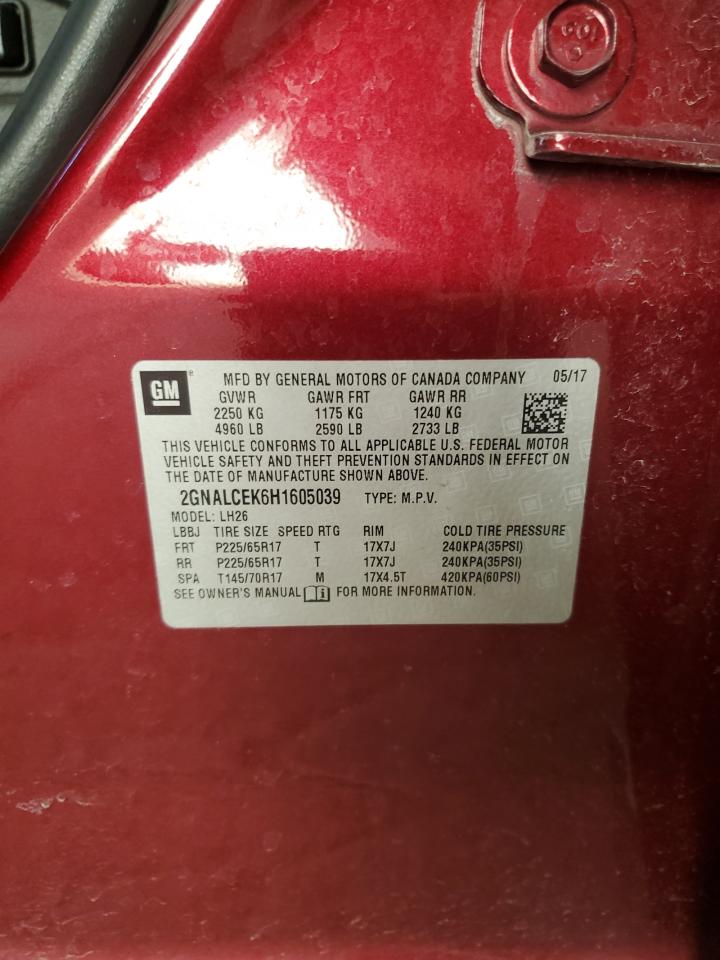 GM ® MFD BY GENERAL MOTORS OF CANADA COMPANY 05/17
GVWR GAWR FRT GAWR RR
2250 KG 1175 KG 1240 KG
4960 LB 2590 LB 2733 LB
THIS VEHICLE CONFORMS TO ALL APPLICABLE U.S. FEDERAL MOTOR
VEHICLE SAFETY AND THEFT PREVENTION STANDARDS IN EFFECT ON
THE DATE OF MANUFACTURE SHOWN ABOVE.
2GNALCEK6H1605039 TYPE: M.P.V.
MODEL: LH26
LBBJ TIRE SIZE SPEED RTG RIM COLD TIRE PRESSURE
FRT P225/65R17 T 17X7J 240KPA(35PSI)
RR P225/65R17 T 17X7J 240KPA(35PSI)
SPA T145/70R17 M 17X4.5T 420KPA(60PSI)
SEE OWNER'S MANUAL FOR MORE INFORMATION.